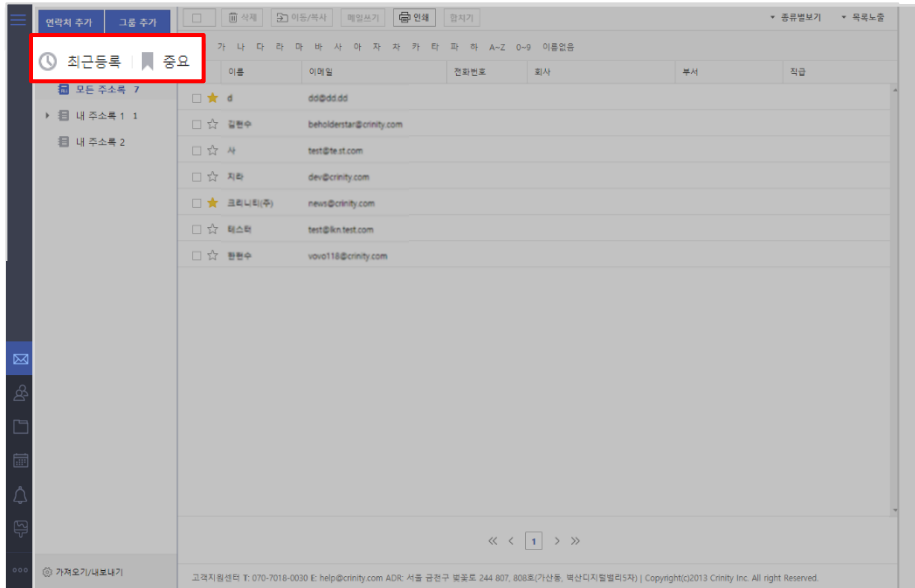 연락처 추가 그룹 추가 삭제 이동/복사 메일쓰기 인쇄 합치기 종류별보기 목록노출
가 나 다 라 마 바 사 아 자 차 카 타 파 하 A~Z 0~9 이름없음
최근등록 중요
이름 이메일 전화번호 회사 부서 직급
모든 주소록 7
d dd@dd.dd
내 주소록 1 1
beholderstar@crinity.com
내 주소록 2
사 test@te.st.com
지라 dev@crinity.com
크리니티(주) news@crinity.com
테스터 test@lkn.test.com
vovo118@crinity.com
1
가져오기/내보내기
고객지원센터 T: 070-7018-0030 E: help@crinity.com ADR: 서울 금천구 벚꽃로 244 807, 808호(가산동, 벽산디지털밸리5차) | Copyright(c)2013 Crinity Inc. All right Reserved.